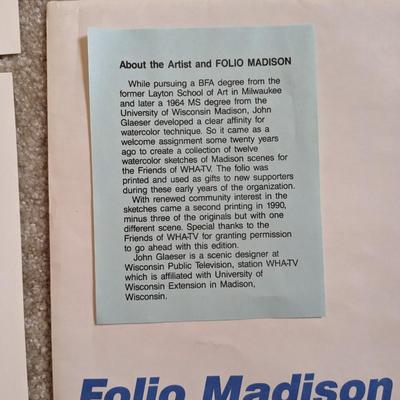 About the Artist and FOLIO MADISON
While pursuing a BFA degree from the
former Layton School of Art in Milwaukee
and later a 1964 MS degree from the
University of Wisconsin Madison, John
Glaeser developed a clear affinity for
watercolor technique. So it came as a
welcome assignment some twenty years
ago to create a collection of twelve
watercolor sketches of Madison scenes for
the Friends of WHA-TV. The folio was
printed and used as gifts to new supporters
during these early years of the organization.
With renewed community interest in the
sketches came a second printing in 1990,
minus three of the originals but with one
different scene. Special thanks to the
Friends of WHA-TV for granting permission
to go ahead with this edition.
John Glaeser is a scenic designer at
Wisconsin Public Television, station WHA-TV
which is affiliated with University of
Wisconsin Extension in Madison,
Wisconsin.
Folio Madison